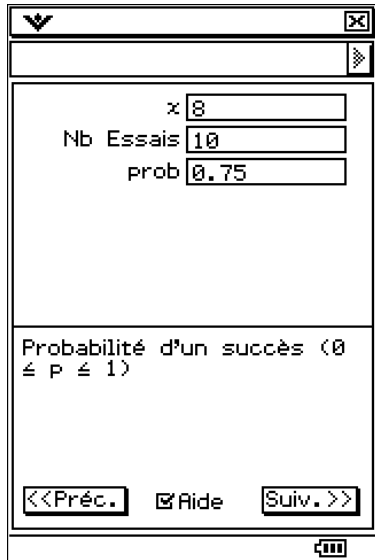 x 8
Nb Essais 10
prob 0.75
Probabilité d'un succès (0
≤ p ≤ 1)
<<Préc. Aide Suiv.>>